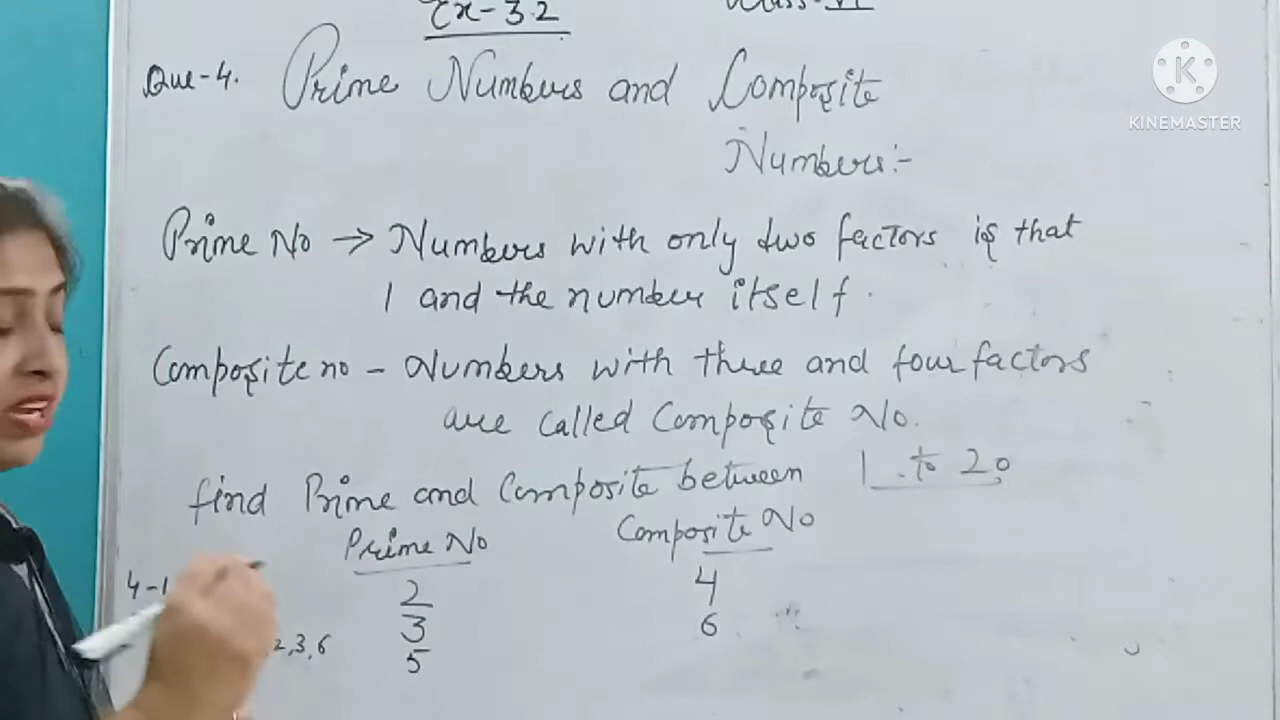 Ex-3.2
Class-VI
Que-4. Prime Numbers and Composite
Numbers:-
KINEMASTER
Prime No → Numbers with only two factors is that
1 and the number itself.
Composite no - Numbers with three and four factors
are called Composite No.
find Prime and Composite between 1 to 20
Prime No
Composite No
4-1
2
4
3
6
2,3,6
5